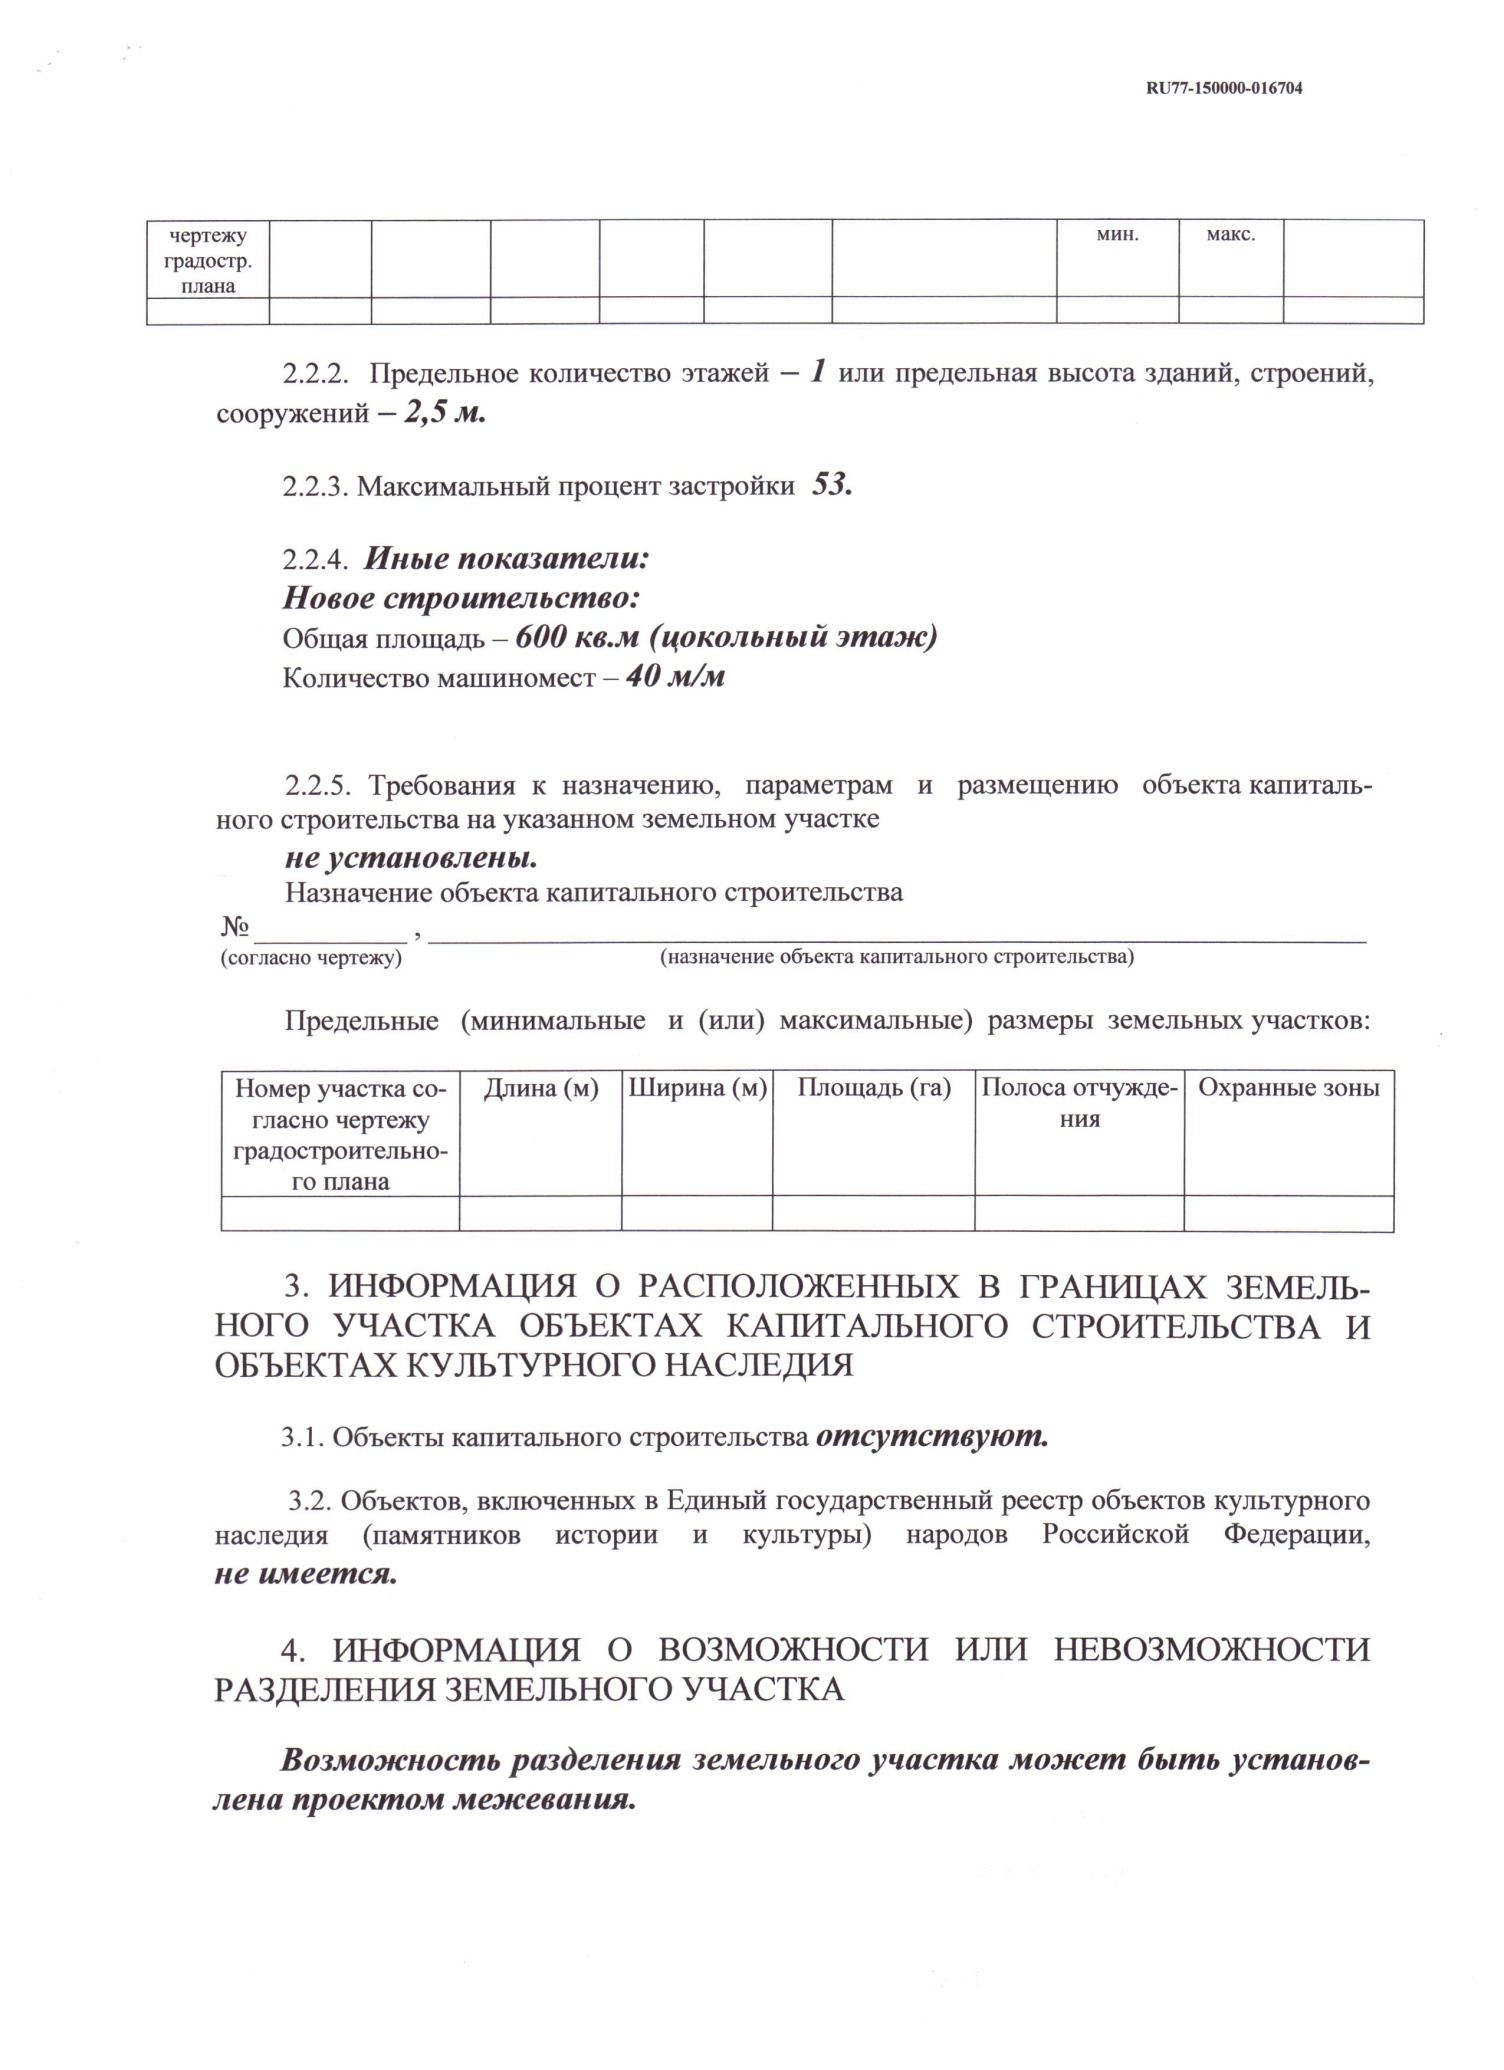 RU77-150000-016704
чертежу
градостр.
плана
мин.
макс.
2.2.2. Предельное количество этажей – 1 или предельная высота зданий, строений,
сооружений – 2,5 м.
2.2.3. Максимальный процент застройки 53.
2.2.4. Иные показатели:
Новое строительство:
Общая площадь – 600 кв.м (цокольный этаж)
Количество машиномест – 40 м/м
2.2.5. Требования к назначению, параметрам и размещению объекта капиталь-
ного строительства на указанном земельном участке
не установлены.
Назначение объекта капитального строительства
№ ___________ , ____________________________________________
(согласно чертежу) (назначение объекта капитального строительства)
Предельные (минимальные и (или) максимальные) размеры земельных участков:
Номер участка со-
гласно чертежу
градостроительно-
го плана
Длина (м)
Ширина (м)
Площадь (га)
Полоса отчужде-
ния
Охранные зоны
3. ИНФОРМАЦИЯ О РАСПОЛОЖЕННЫХ В ГРАНИЦАХ ЗЕМЕЛЬ-
НОГО УЧАСТКА ОБЪЕКТАХ КАПИТАЛЬНОГО СТРОИТЕЛЬСТВА И
ОБЪЕКТАХ КУЛЬТУРНОГО НАСЛЕДИЯ
3.1. Объекты капитального строительства отсутствуют.
3.2. Объектов, включенных в Единый государственный реестр объектов культурного
наследия (памятников истории и культуры) народов Российской Федерации,
не имеется.
4. ИНФОРМАЦИЯ О ВОЗМОЖНОСТИ ИЛИ НЕВОЗМОЖНОСТИ
РАЗДЕЛЕНИЯ ЗЕМЕЛЬНОГО УЧАСТКА
Возможность разделения земельного участка может быть установ-
лена проектом межевания.